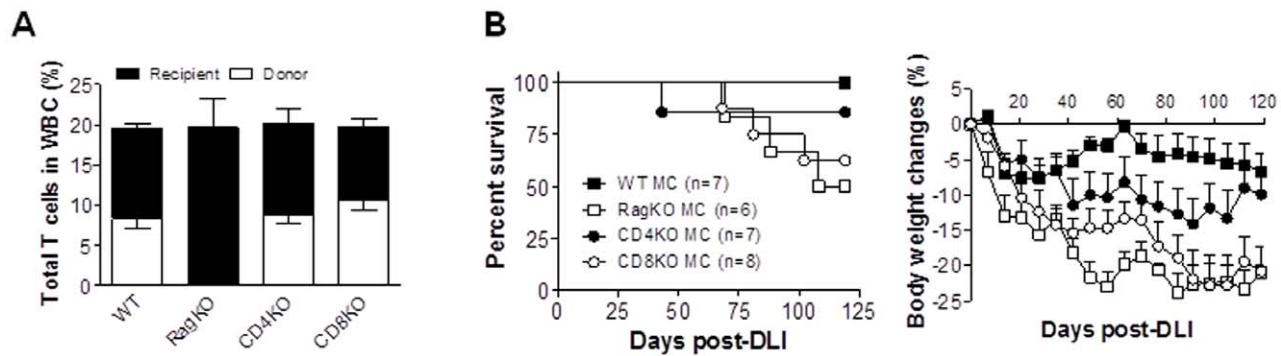 A
Recipient Donor
Total T cells in WBC (%)
25
20
15
10
5
0
WT
RagKO
CD4KO
CD8KO
B
Percent survival
100
75
50
25
0
WT MC (n=7)
RagKO MC (n=6)
CD4KO MC (n=7)
CD8KO MC (n=8)
0 25 50 75 100 125
Days post-DLI
Body weight changes (%)
5
0
-5
-10
-15
-20
-25
20 40 60 80 100 120
Days post-DLI